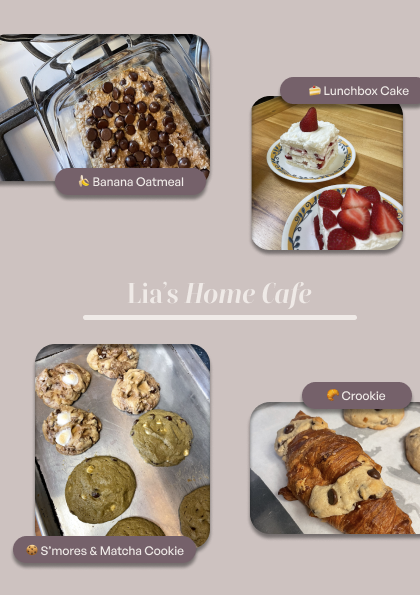 🍰 Lunchbox Cake
🍌 Banana Oatmeal
Lia's Home Cafe
🥐 Crookie
🍪 S'mores & Matcha Cookie